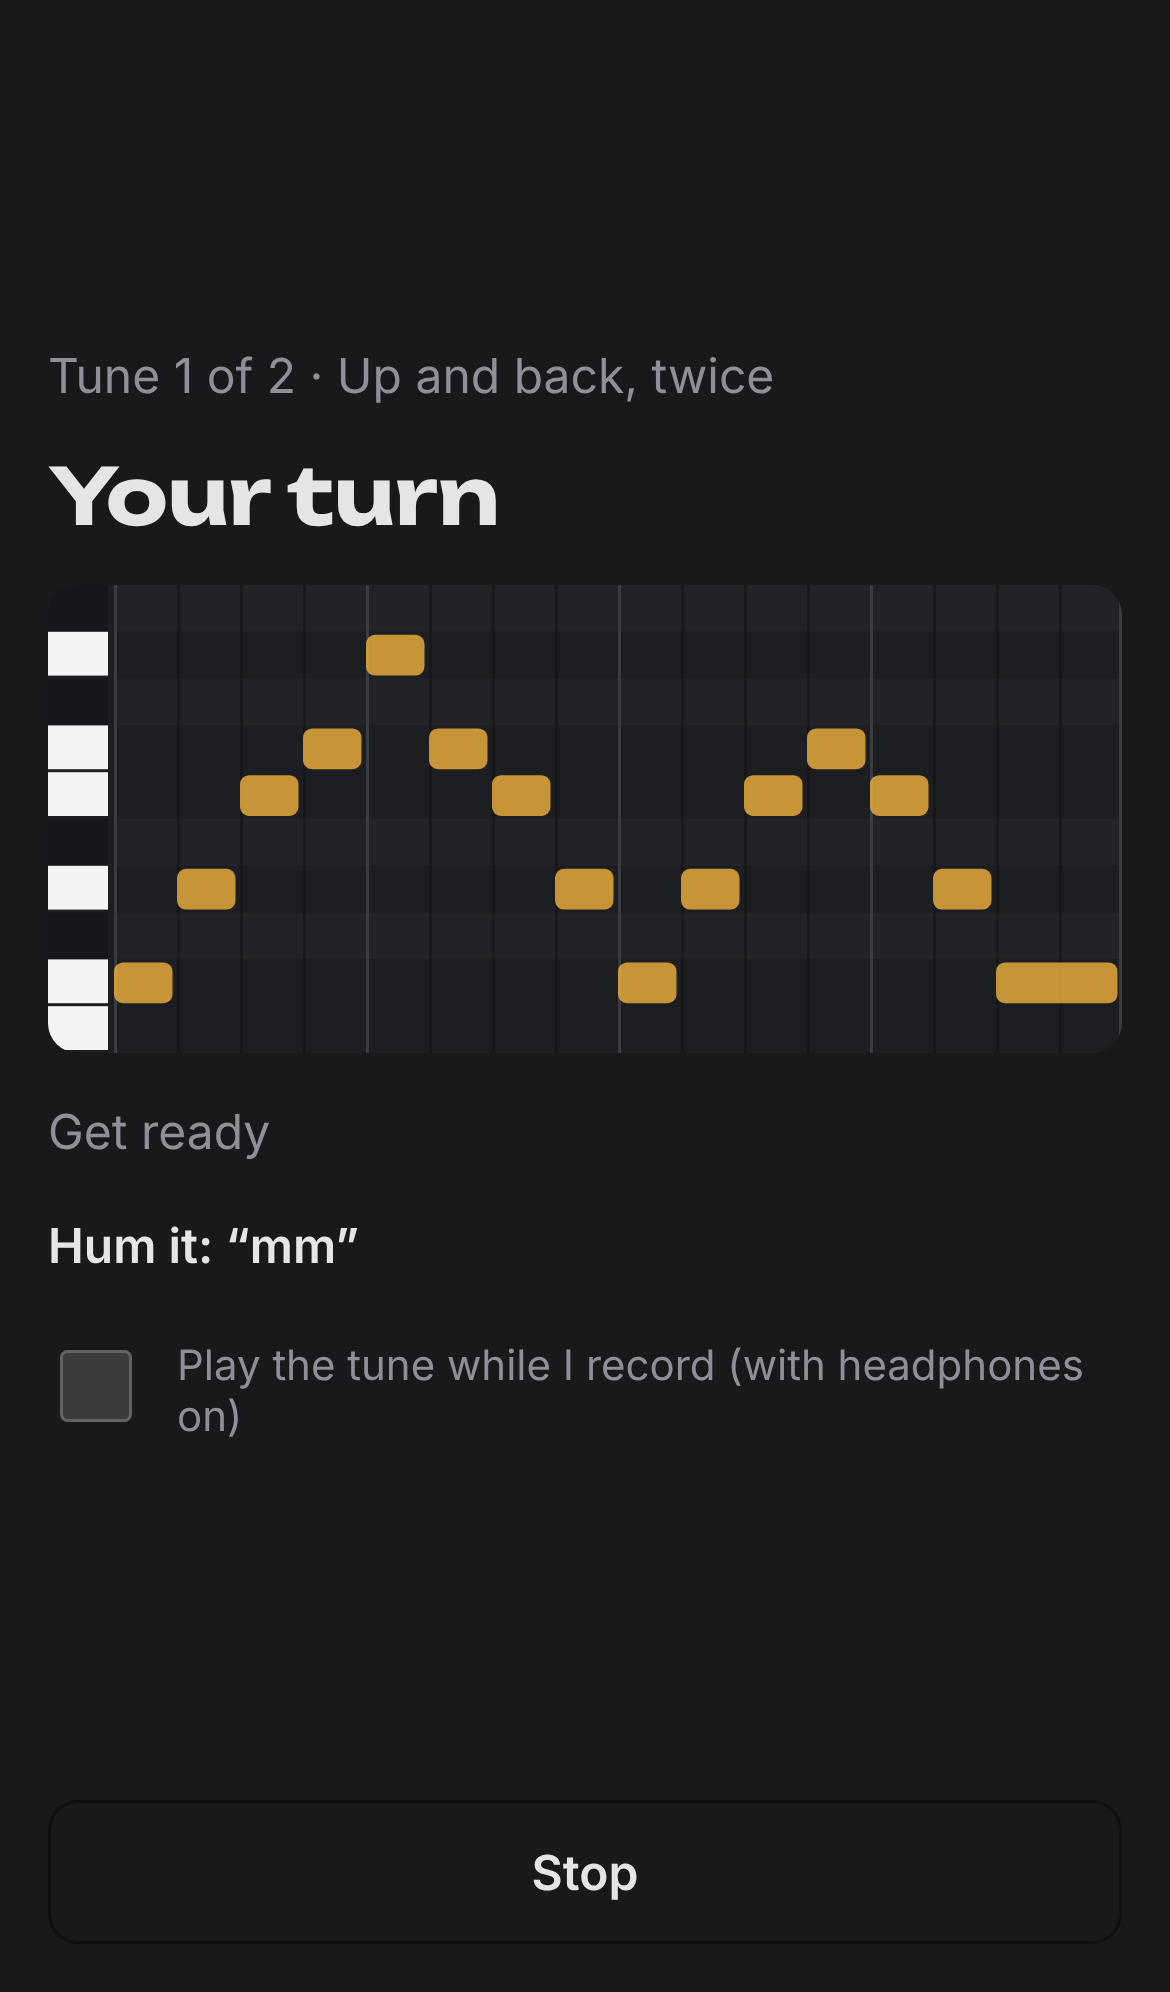 Tune 1 of 2 · Up and back, twice
Your turn
Get ready
Hum it: “mm”
Play the tune while I record (with headphones
on)
Stop